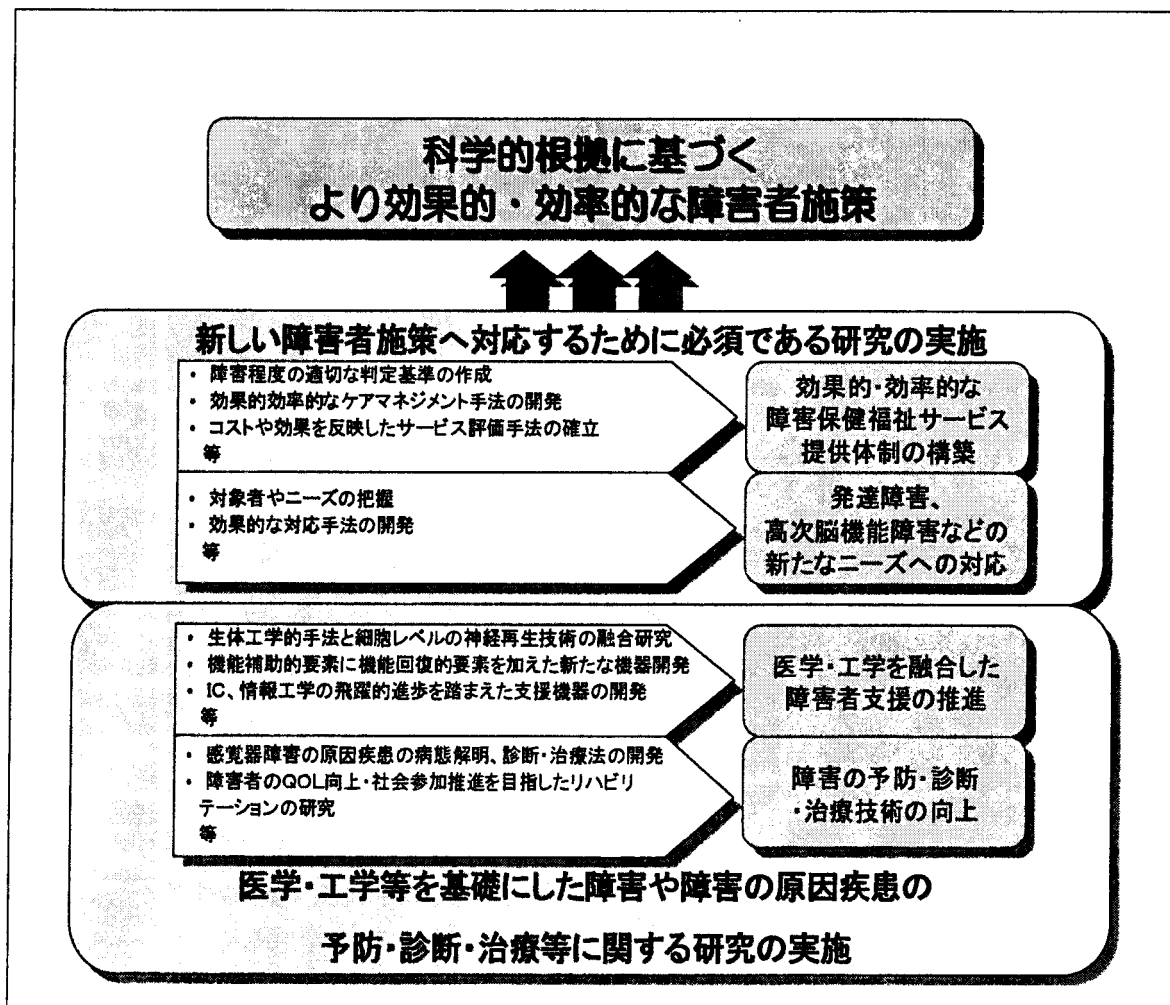 科学的根拠に基づく
より効果的・効率的な障害者施策
新しい障害者施策へ対応するために必須である研究の実施
・ 障害程度の適切な判定基準の作成
・ 効果的効率的なケアマネジメント手法の開発
・ コストや効果を反映したサービス評価手法の確立
等
効果的・効率的な
障害保健福祉サービス
提供体制の構築
・ 対象者やニーズの把握
・ 効果的な対応手法の開発
等
発達障害、
高次脳機能障害などの
新たなニーズへの対応
・ 生体工学的手法と細胞レベルの神経再生技術の融合研究
・ 機能補助的要素に機能回復的要素を加えた新たな機器開発
・ IC、情報工学の飛躍的進歩を踏まえた支援機器の開発
等
医学・工学を融合した
障害者支援の推進
・ 感覚器障害の原因疾患の病態解明、診断・治療法の開発
・ 障害者のQOL向上・社会参加推進を目指したリハビリ
テーションの研究
等
障害の予防・診断
・治療技術の向上
医学・工学等を基礎にした障害や障害の原因疾患の
予防・診断・治療等に関する研究の実施